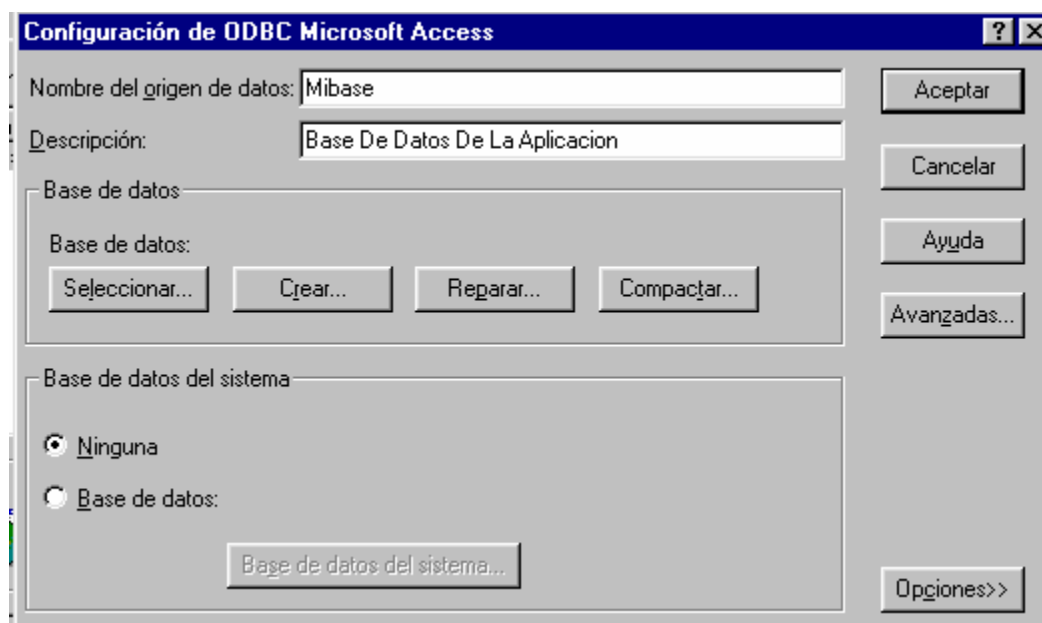 Configuración de ODBC Microsoft Access
Nombre del origen de datos: Mibase
Aceptar
Descripción: Base De Datos De La Aplicacion
Cancelar
Base de datos
Base de datos:
Ayuda
Seleccionar... Crear... Reparar... Compactar...
Avanzadas...
Base de datos del sistema
Ninguna
Base de datos:
Base de datos del sistema...
Opciones>>